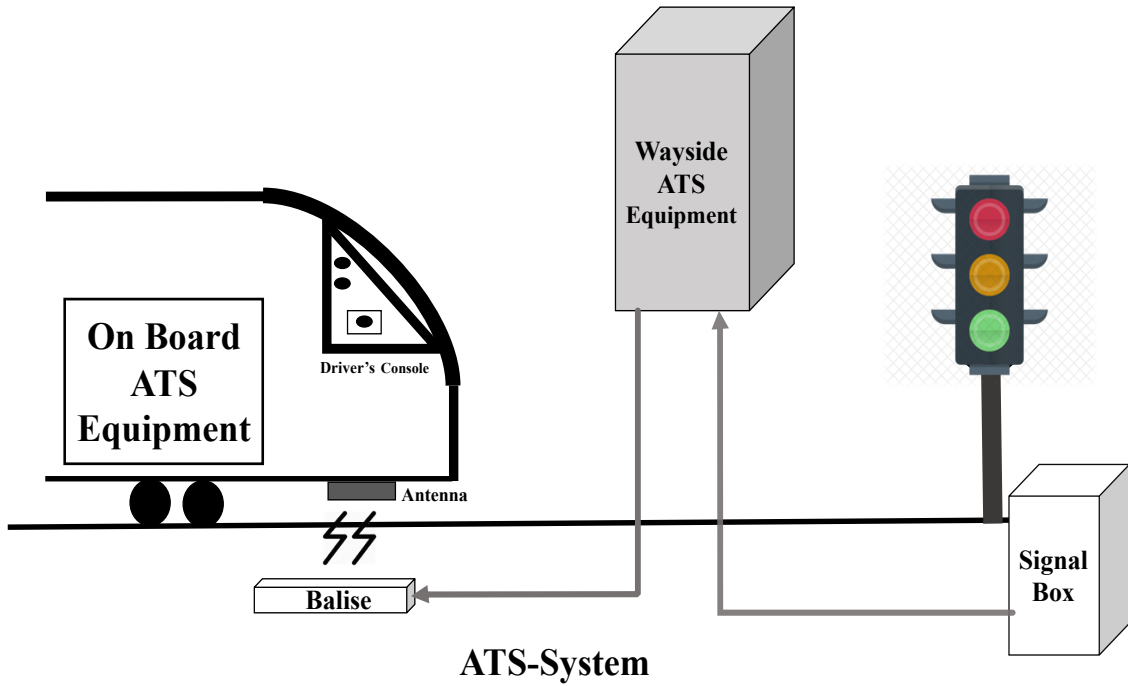 Wayside
ATS
Equipment
On Board
ATS
Equipment
Driver's Console
Antenna
Balise
Signal
Box
ATS-System